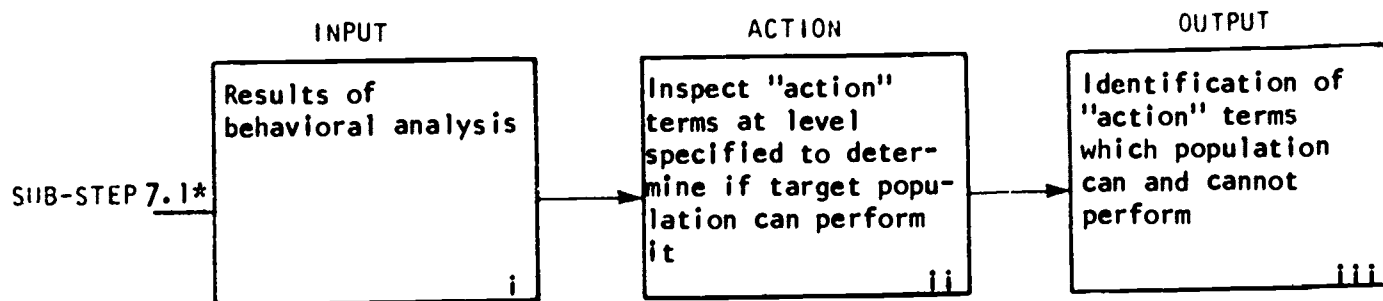 INPUT
ACTION
OUTPUT
SUB-STEP 7.1*
Results of
behavioral analysis
i
Inspect "action"
terms at level
specified to deter-
mine if target popu-
lation can perform
it
ii
Identification of
"action" terms
which population
can and cannot
perform
iii